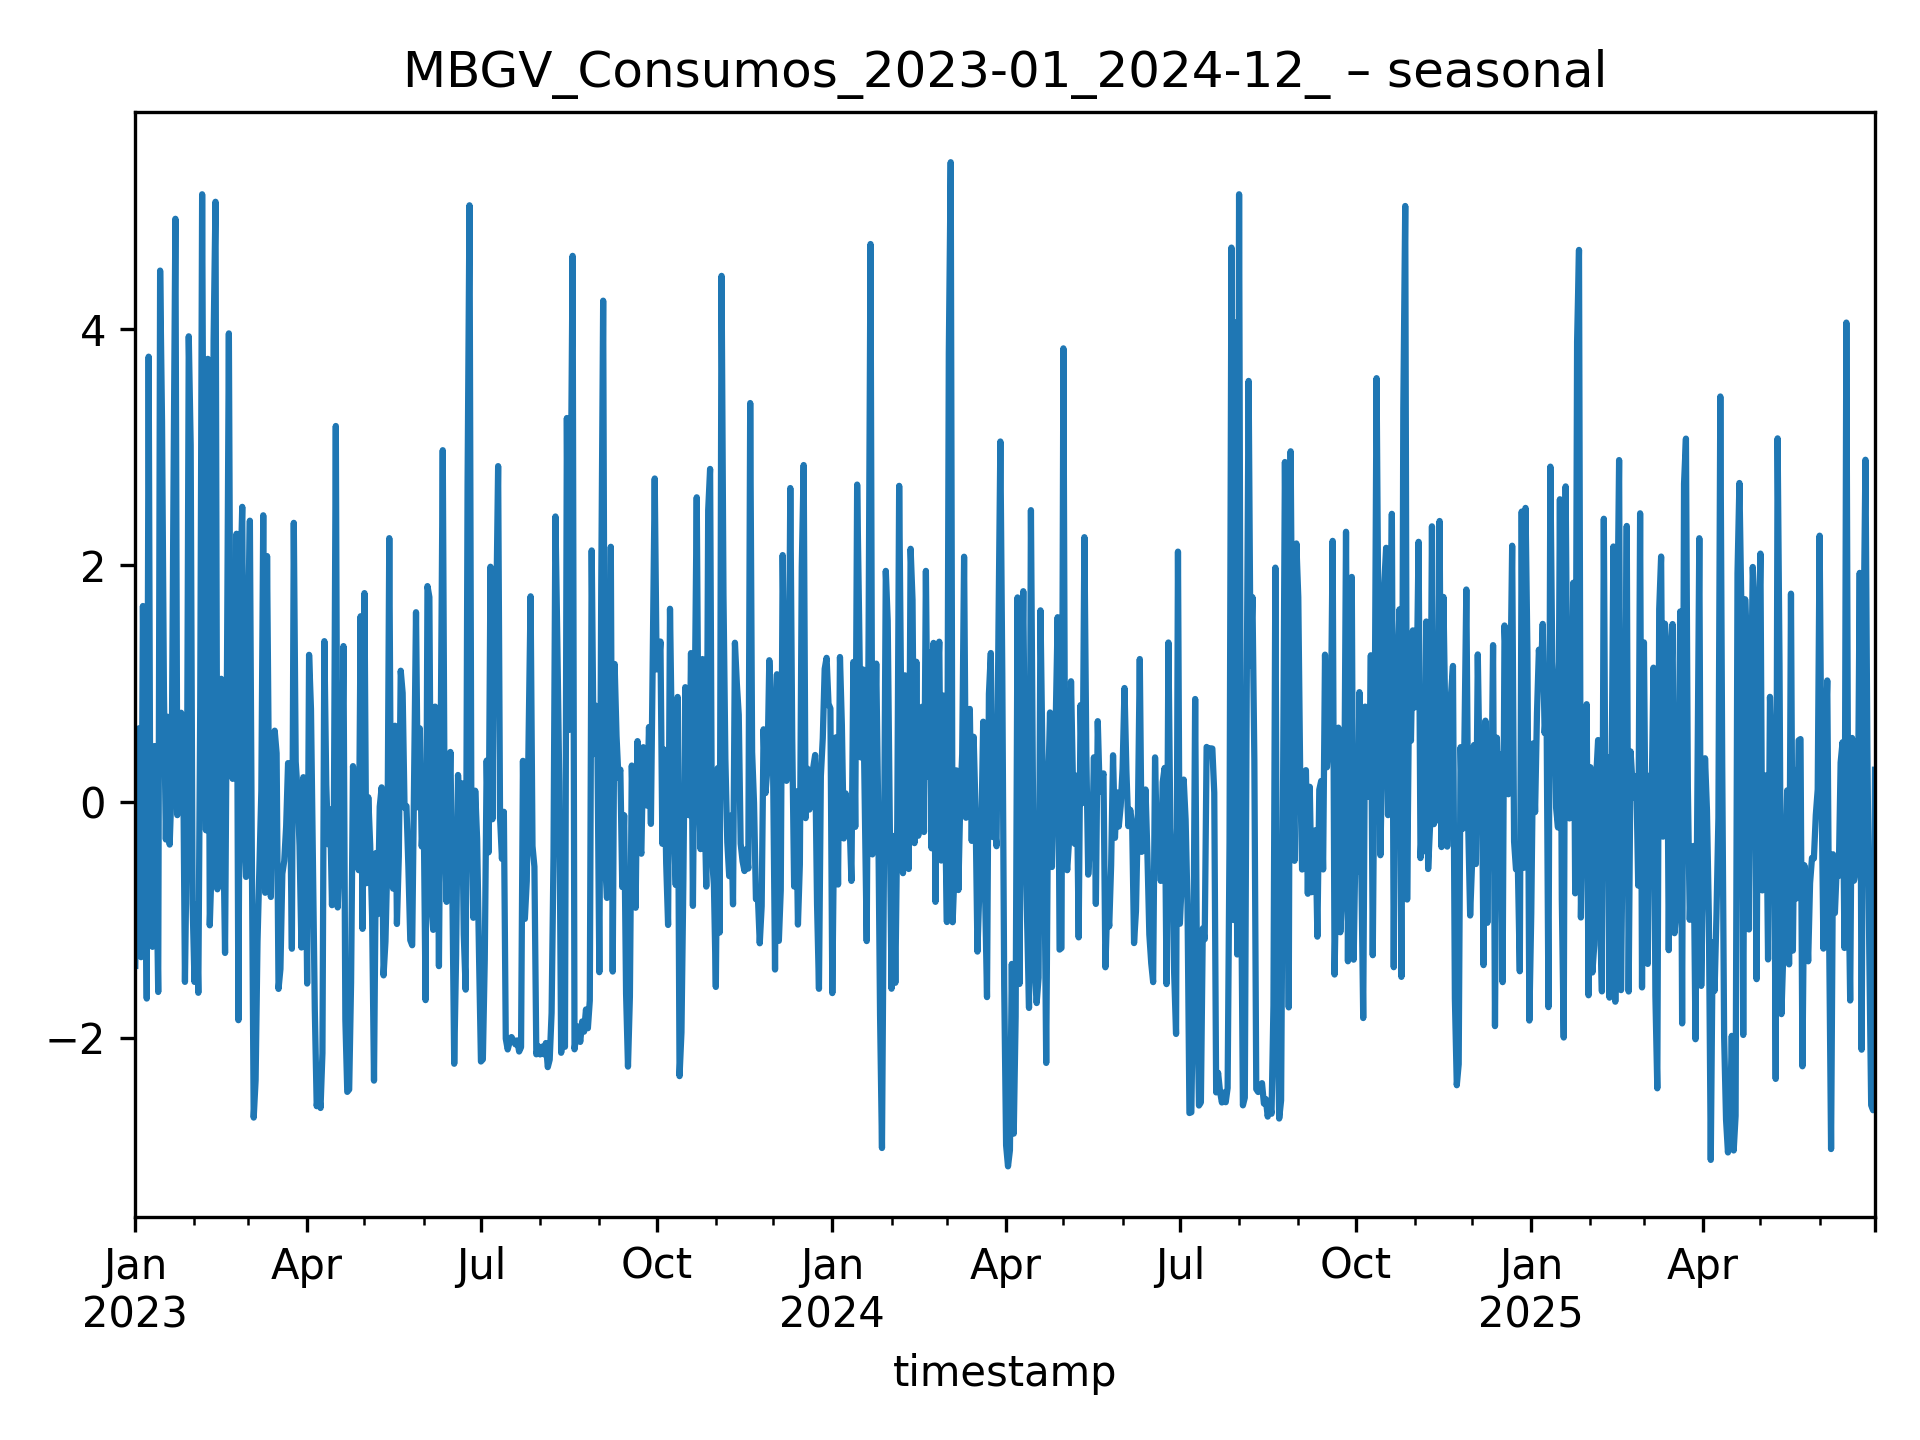 MBGV_Consumos_2023-01_2024-12_ – seasonal
4
2
0
−2
Jan Apr Jul Oct Jan Apr Jul Oct Jan Apr
2023 2024 2025
timestamp